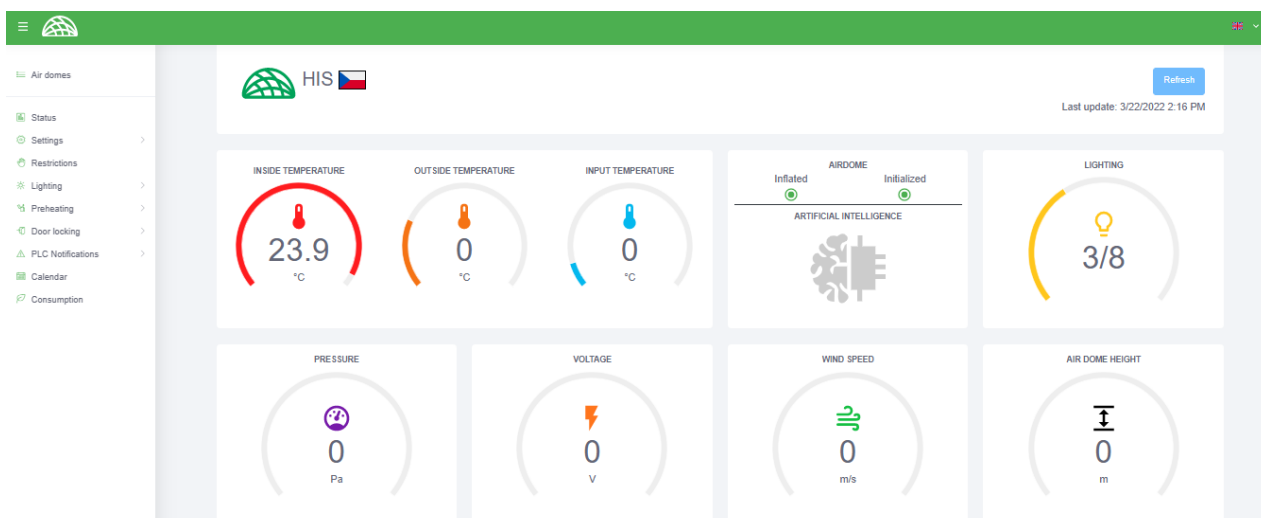 Air domes
Status
Settings
Restrictions
Lighting
Preheating
Door locking
PLC Notifications
Calendar
Consumption
HIS
Refresh
Last update: 3/22/2022 2:16 PM
INSIDE TEMPERATURE
23.9
°C
OUTSIDE TEMPERATURE
0
°C
INPUT TEMPERATURE
0
°C
AIRDOME
Inflated Initialized
ARTIFICIAL INTELLIGENCE
LIGHTING
3/8
PRESSURE
0
Pa
VOLTAGE
0
V
WIND SPEED
0
m/s
AIR DOME HEIGHT
0
m